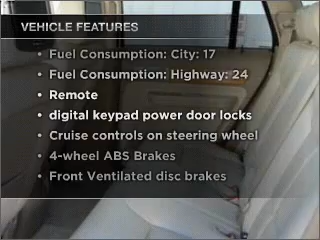 VEHICLE FEATURES
• Fuel Consumption: City: 17
• Fuel Consumption: Highway: 24
• Remote
• digital keypad power door locks
• Cruise controls on steering wheel
• 4-wheel ABS Brakes
• Front Ventilated disc brakes